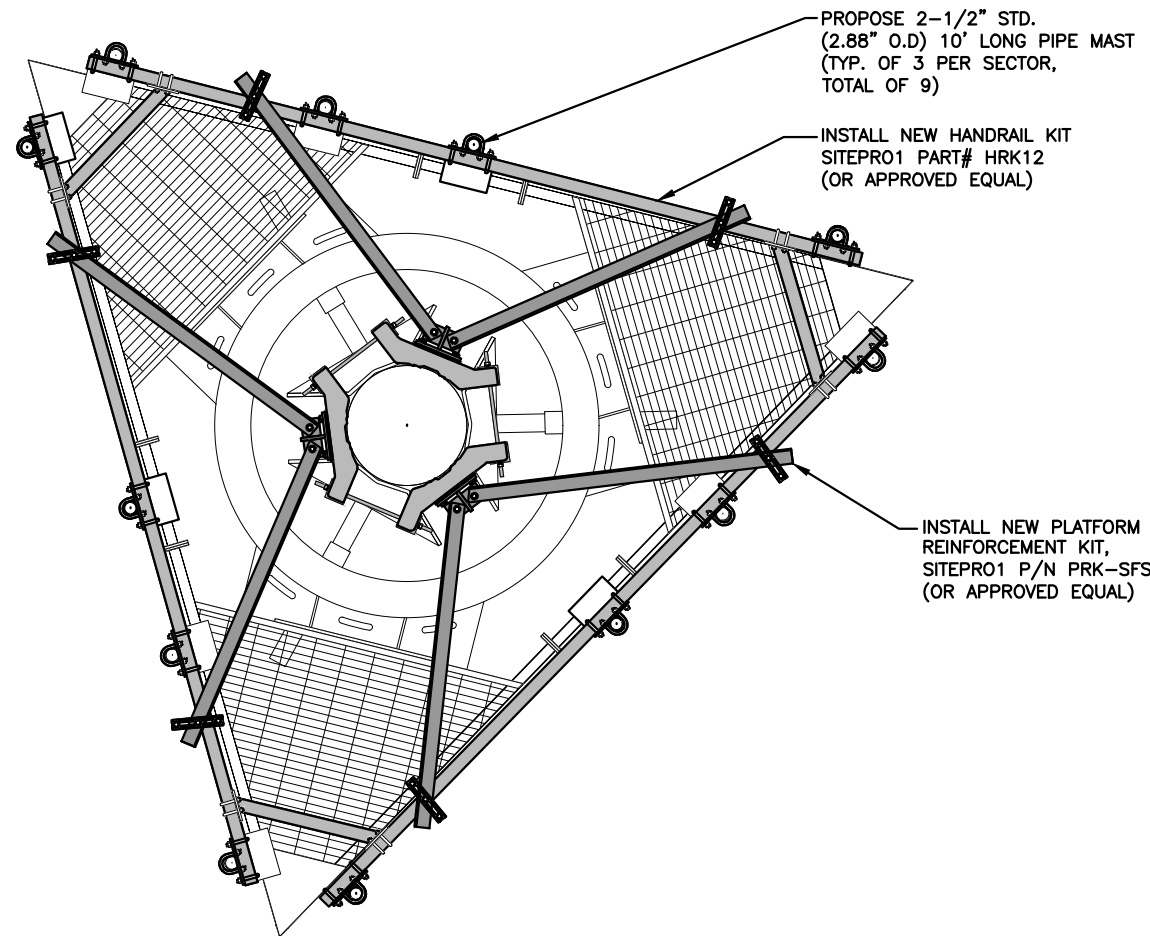 PROPOSE 2-1/2" STD.
(2.88" O.D) 10' LONG PIPE MAST
(TYP. OF 3 PER SECTOR,
TOTAL OF 9)
INSTALL NEW HANDRAIL KIT
SITEPRO1 PART# HRK12
(OR APPROVED EQUAL)
INSTALL NEW PLATFORM
REINFORCEMENT KIT,
SITEPRO1 P/N PRK-SFS
(OR APPROVED EQUAL)